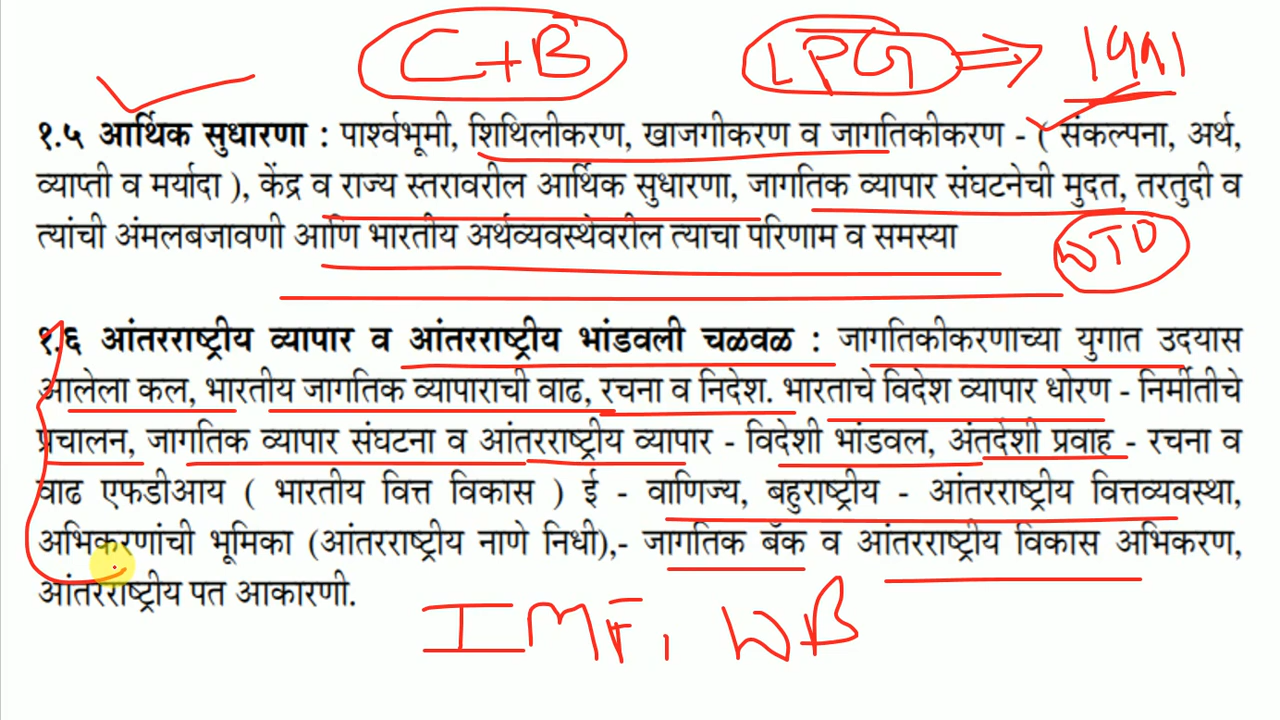 C+B LPG ⇒ 1991
१.५ आर्थिक सुधारणा : पार्श्वभूमी, शिथिलीकरण, खाजगीकरण व जागतिकीकरण - ( संकल्पना, अर्थ,
व्याप्ती व मर्यादा ), केंद्र व राज्य स्तरावरील आर्थिक सुधारणा, जागतिक व्यापार संघटनेची मुदत, तरतुदी व
त्यांची अंमलबजावणी आणि भारतीय अर्थव्यवस्थेवरील त्याचा परिणाम व समस्या
WTO
१.६ आंतरराष्ट्रीय व्यापार व आंतरराष्ट्रीय भांडवली चळवळ : जागतिकीकरणाच्या युगात उदयास
आलेला कल, भारतीय जागतिक व्यापाराची वाढ, रचना व निदेश. भारताचे विदेश व्यापार धोरण - निर्मीतीचे
प्रचालन, जागतिक व्यापार संघटना व आंतरराष्ट्रीय व्यापार - विदेशी भांडवल, अंतदेशी प्रवाह - रचना व
वाढ एफडीआय ( भारतीय वित्त विकास ) ई - वाणिज्य, बहुराष्ट्रीय - आंतरराष्ट्रीय वित्तव्यवस्था,
अभिकरणांची भूमिका (आंतरराष्ट्रीय नाणे निधी),- जागतिक बॅक व आंतरराष्ट्रीय विकास अभिकरण,
आंतरराष्ट्रीय पत आकारणी.
IMF, WB